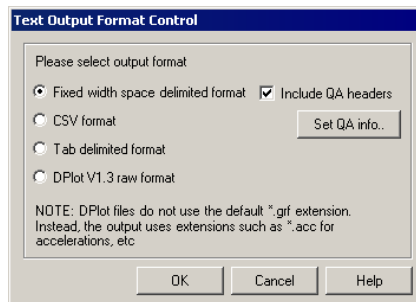 Text Output Format Control
Please select output format
Fixed width space delimited format
Include QA headers
CSV format
Set QA info..
Tab delimited format
DPlot V1.3 raw format
NOTE: DPlot files do not use the default *.grf extension.
Instead, the output uses extensions such as *.acc for
accelerations, etc
OK
Cancel
Help